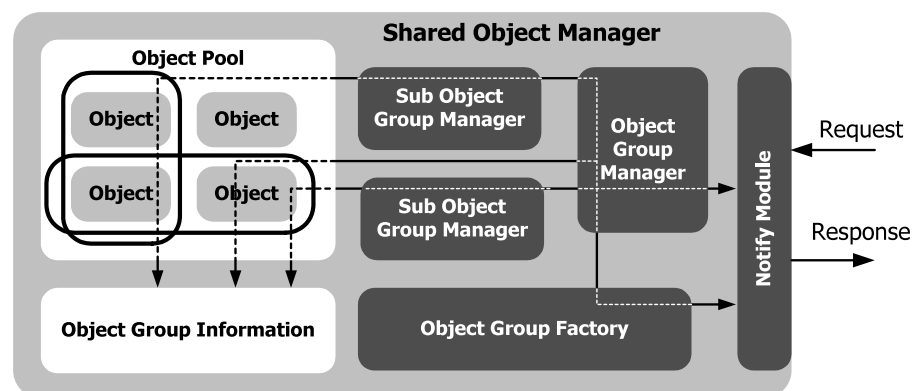 Shared Object Manager
Object Pool
Object
Object
Object
Object
Sub Object
Group Manager
Sub Object
Group Manager
Object
Group
Manager
Notify Module
Request
Response
Object Group Information
Object Group Factory